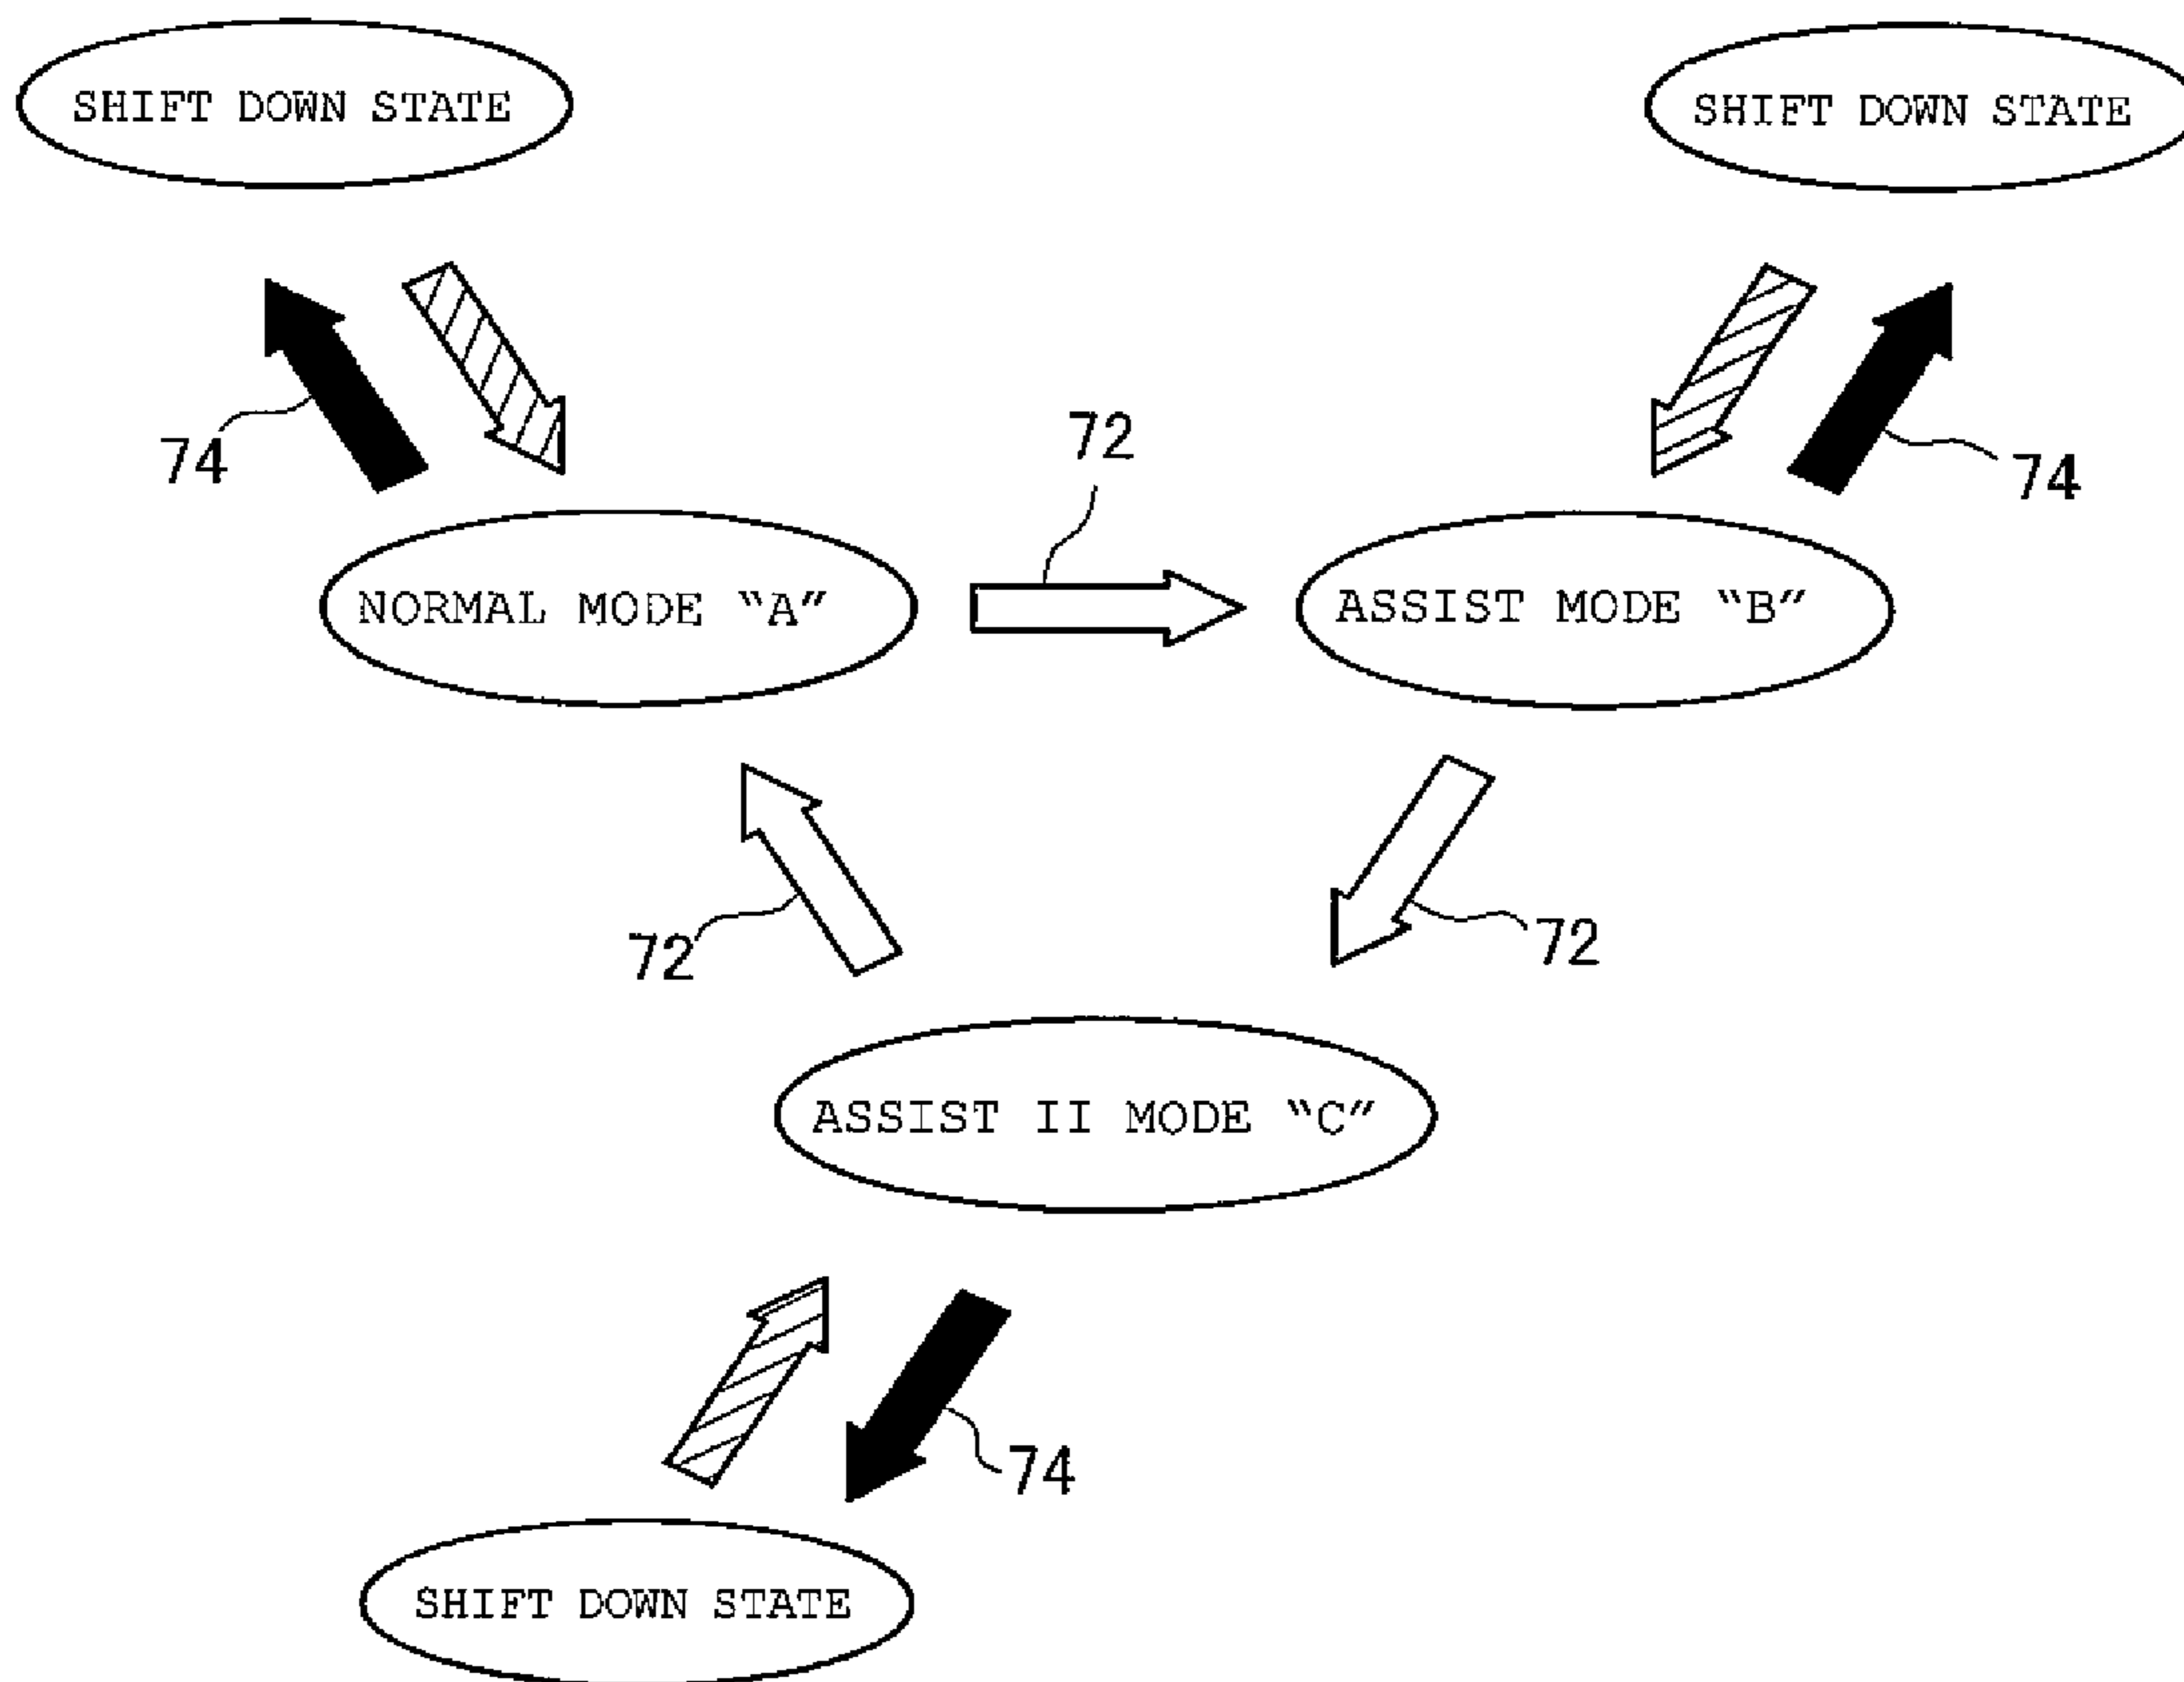 SHIFT DOWN STATE
SHIFT DOWN STATE
74
72
74
NORMAL MODE “A”
ASSIST MODE “B”
72
72
ASSIST II MODE “C”
74
SHIFT DOWN STATE